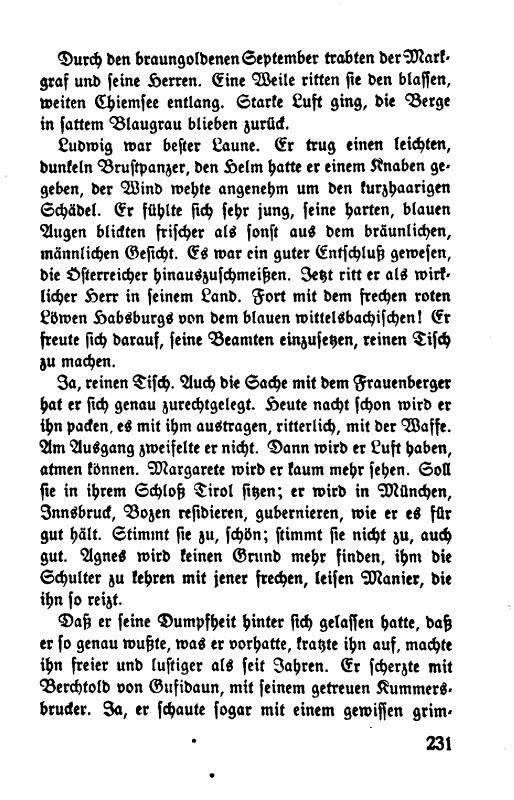 Durch den braungoldenen September trabten der Mark-
graf und seine Herren. Eine Weile ritten sie den blassen,
weiten Chiemsee entlang. Starke Luft ging, die Berge
in sattem Blaugrau blieben zurück.
Ludwig war bester Laune. Er trug einen leichten,
dunkeln Brustpanzer, den Helm hatte er einem Knaben ge-
geben, der Wind wehte angenehm um den kurzhaarigen
Schädel. Er fühlte sich sehr jung, seine harten, blauen
Augen blickten frischer als sonst aus dem bräunlichen,
männlichen Gesicht. Es war ein guter Entschluß gewesen,
die Österreicher hinauszuschmeißen. Jetzt ritt er als wirk-
licher Herr in seinem Land. Fort mit dem frechen roten
Löwen Habsburgs von dem blauen wittelsbachischen! Er
freute sich darauf, seine Beamten einzusetzen, reinen Tisch
zu machen.
Ja, reinen Tisch. Auch die Sache mit dem Frauenberger
hat er sich genau zurechtgelegt. Heute nacht schon wird er
ihn packen, es mit ihm austragen, ritterlich, mit der Waffe.
Am Ausgang zweifelte er nicht. Dann wird er Luft haben,
atmen können. Margarete wird er kaum mehr sehen. Soll
sie in ihrem Schloß Tirol sitzen; er wird in München,
Innsbruck, Bozen residieren, gubernieren, wie er es für
gut hält. Stimmt sie zu, schön; stimmt sie nicht zu, auch
gut. Agnes wird keinen Grund mehr finden, ihm die
Schulter zu kehren mit jener frechen, leisen Manier, die
ihn so reizt.
Daß er seine Dumpfheit hinter sich gelassen hatte, daß
er so genau wußte, was er vorhatte, kratzte ihn auf, machte
ihn freier und lustiger als seit Jahren. Er scherzte mit
Berchtold von Gufidaun, mit seinem getreuen Kummers-
brucker. Ja, er schaute sogar mit einem gewissen grim-
231